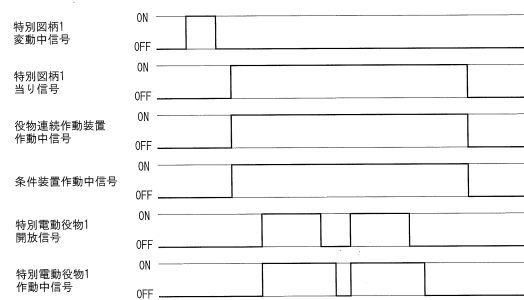 ON
特別図柄1
変動中信号
OFF
ON
特別図柄1
当り信号
OFF
ON
役物連続作動装置
作動中信号
OFF
ON
条件装置作動中信号
OFF
ON
特別電動役物1
開放信号
OFF
ON
特別電動役物1
作動中信号
OFF